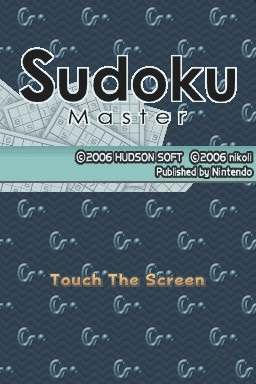 Sudoku
Master
©2006 HUDSON SOFT ©2006 nikoli
Published by Nintendo
Touch The Screen